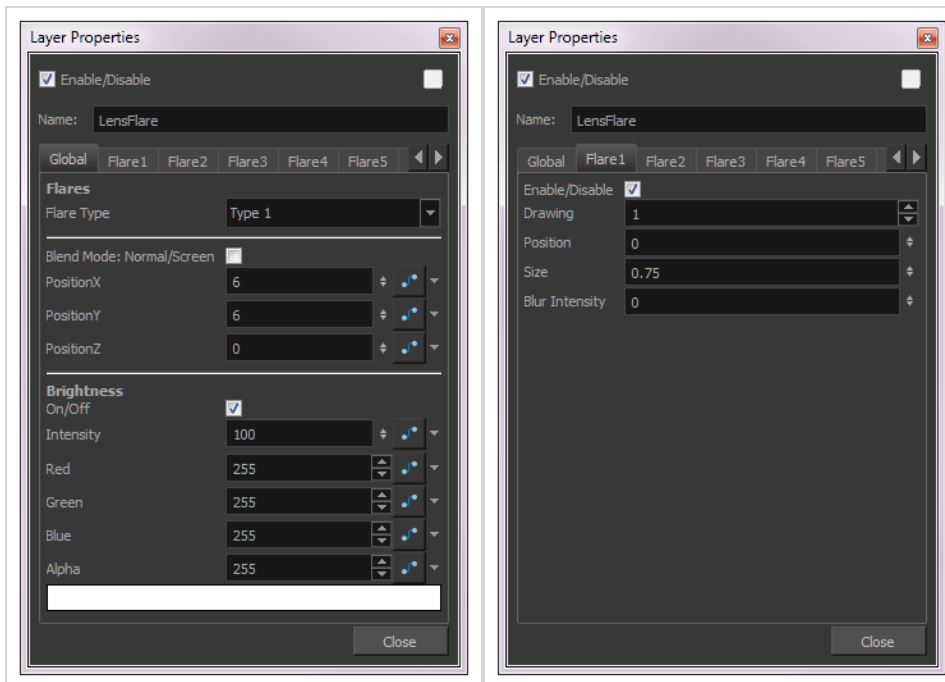 Layer Properties
Enable/Disable
Name: LensFlare
Global Flare1 Flare2 Flare3 Flare4 Flare5
Flares
Flare Type Type 1
Blend Mode: Normal/Screen
PositionX 6
PositionY 6
PositionZ 0
Brightness
On/Off
Intensity 100
Red 255
Green 255
Blue 255
Alpha 255
Close
Layer Properties
Enable/Disable
Name: LensFlare
Global Flare1 Flare2 Flare3 Flare4 Flare5
Enable/Disable
Drawing 1
Position 0
Size 0.75
Blur Intensity 0
Close